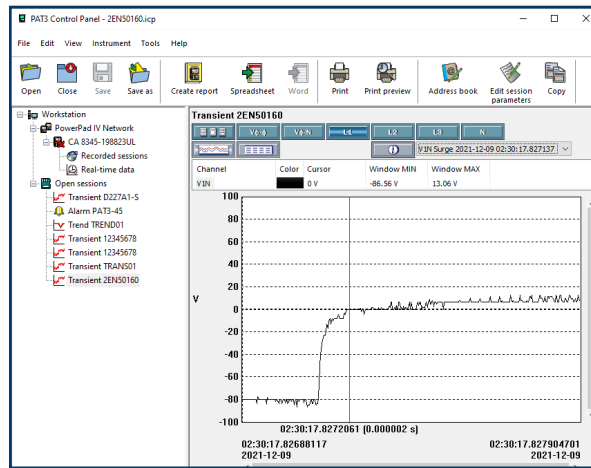 PAT3 Control Panel - 2EN50160.icp
File Edit View Instrument Tools Help
Open Close Save Save as Create report Spreadsheet Word Print Print preview Address book Edit session parameters Copy
Workstation
PowerPad IV Network
CA 8345-198823UL
Recorded sessions
Real-time data
Open sessions
Transient D227A1-S
Alarm PAT3-45
Trend TREND01
Transient 12345678
Transient 12345678
Transient TRANS01
Transient 2EN50160
Transient 2EN50160
L1 L2 L3 N
V1N Surge 2021-12-09 02:30:17.827137
Channel Color Cursor Window MIN Window MAX
V1N 0 V -86.56 V 13.06 V
100
80
60
40
20
V
0
-20
-40
-60
-80
-100
02:30:17.8272061 (0.000002 s)
02:30:17.82688117 02:30:17.827904701
2021-12-09 2021-12-09